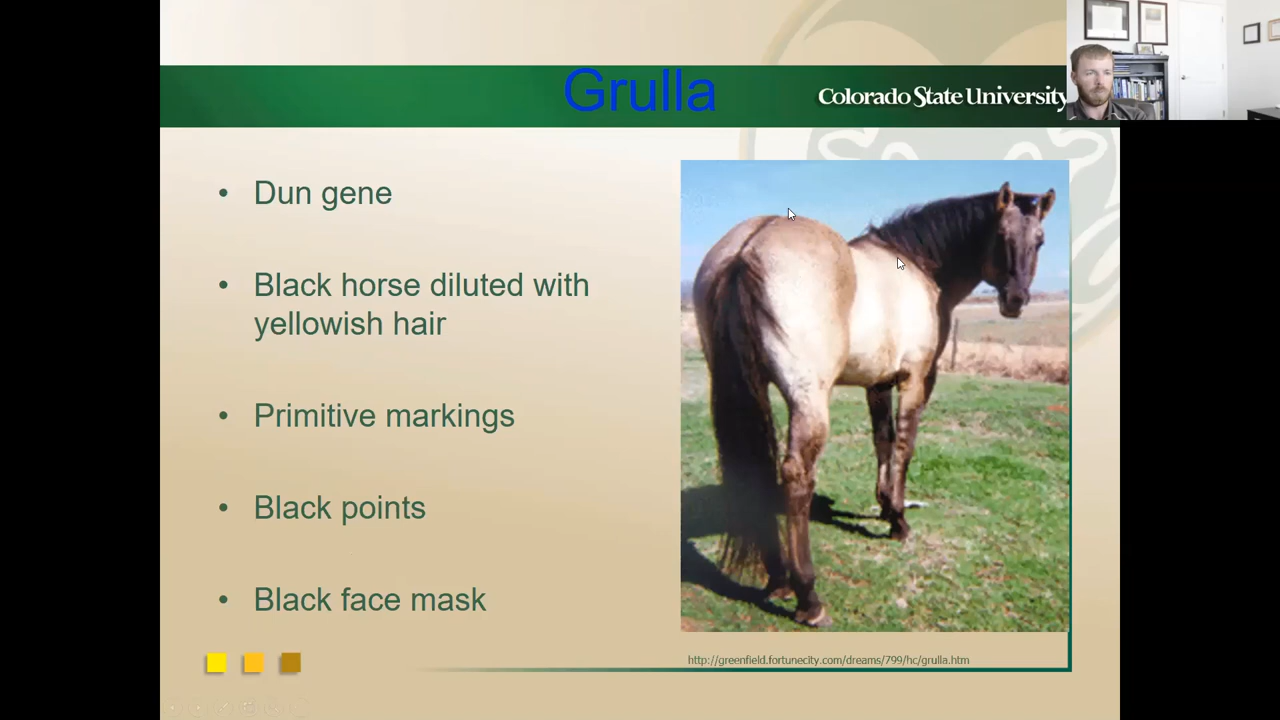 Grulla
Colorado State University
• Dun gene
• Black horse diluted with
yellowish hair
• Primitive markings
• Black points
• Black face mask
http://greenfield.fortunecity.com/dreams/799/hc/grulla.htm